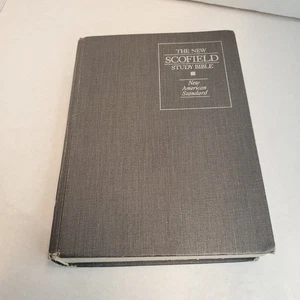 THE NEW
SCOFIELD
STUDY BIBLE
New
American
Standard